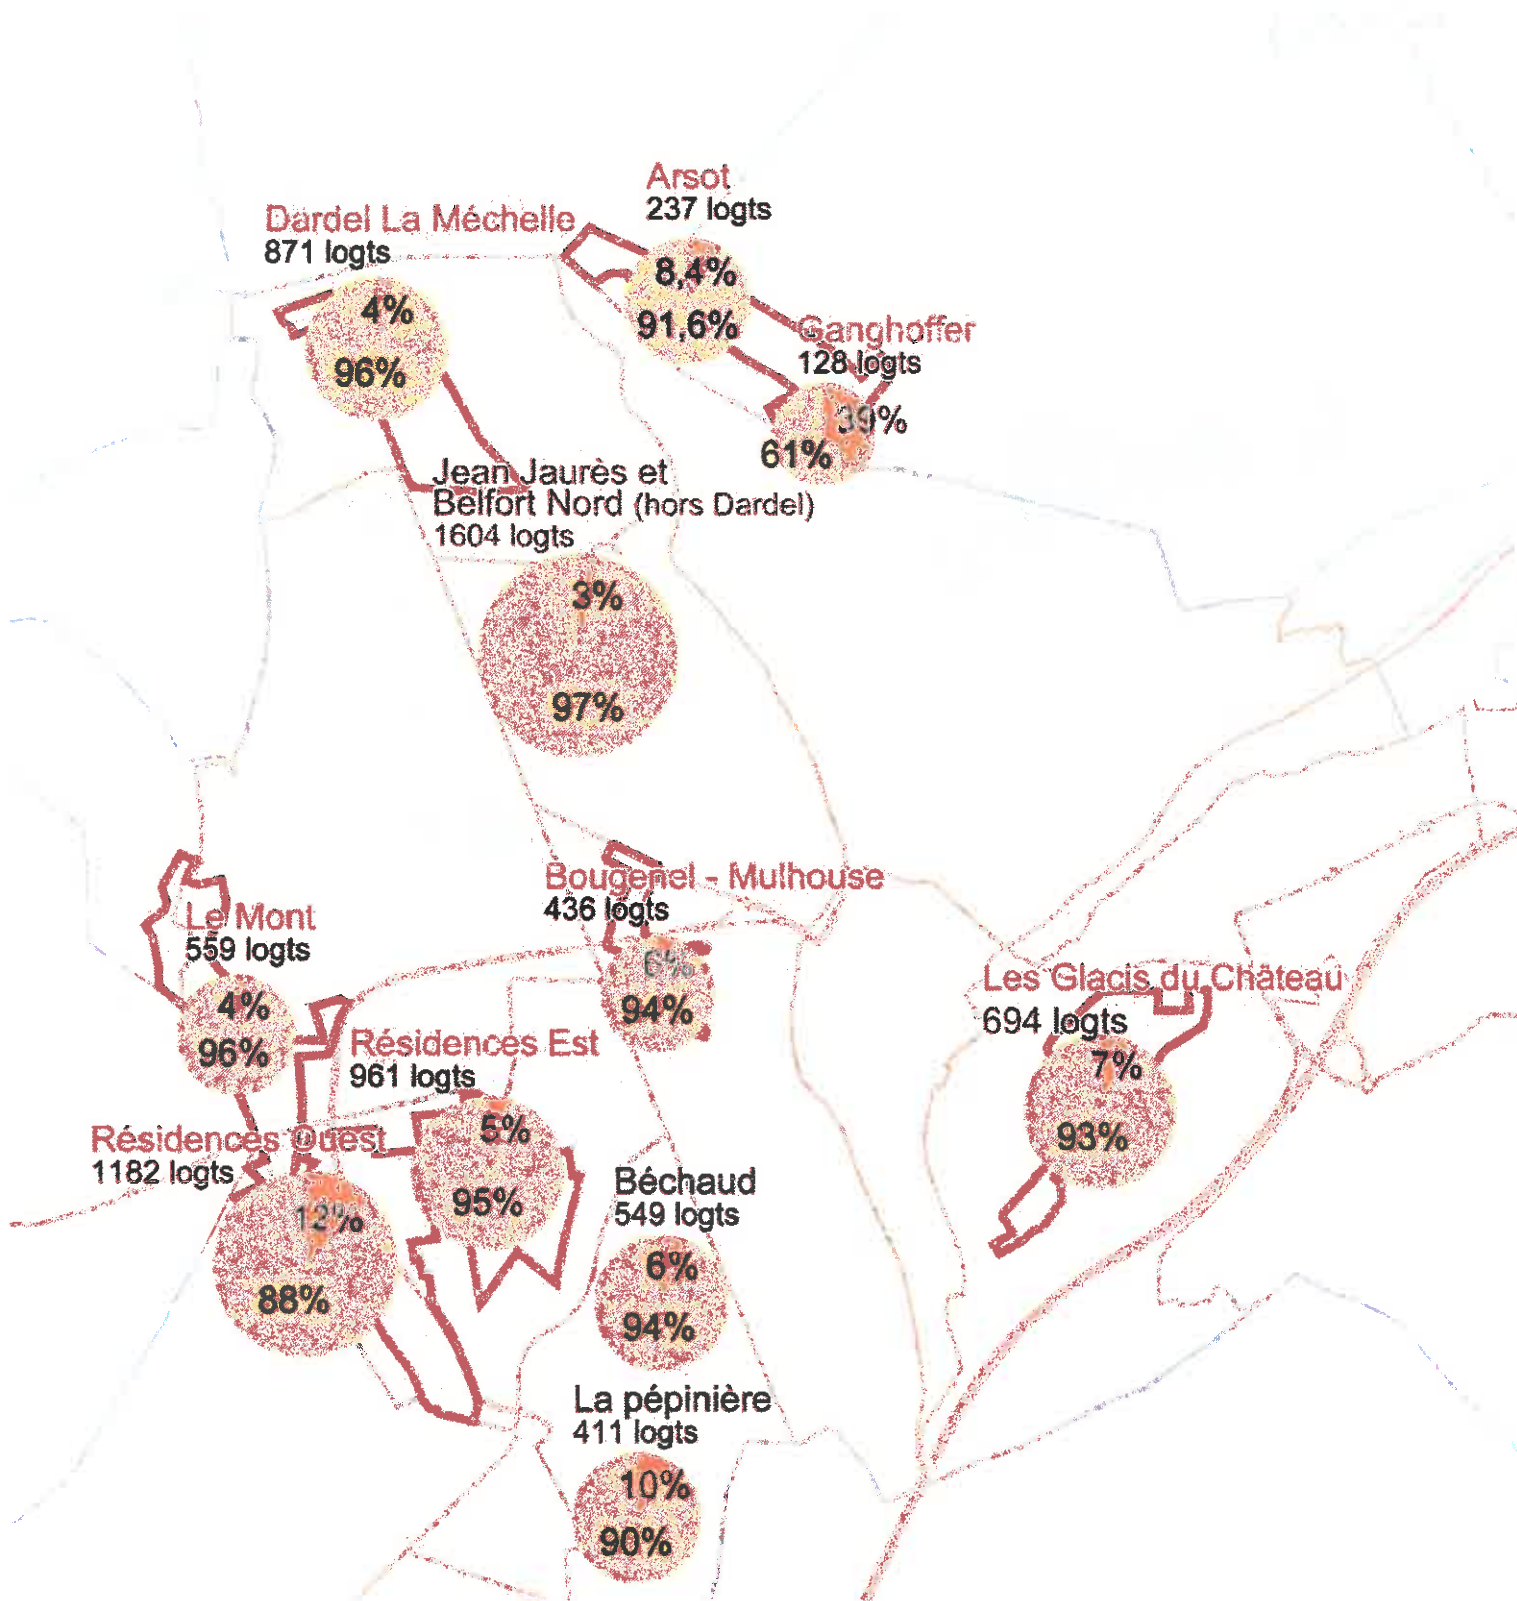 Arsot
237 logts
8,4%
91,6%
Dardel La Méchelle
871 logts
4%
96%
Ganghoffer
128 logts
39%
61%
Jean Jaurès et
Belfort Nord (hors Dardel)
1604 logts
3%
97%
Bougenel - Mulhouse
436 logts
6%
94%
Le Mont
559 logts
4%
96%
Les Glacis du Château
694 logts
7%
93%
Résidences Est
961 logts
5%
95%
Résidences Ouest
1182 logts
12%
88%
Béchaud
549 logts
6%
94%
La pépinière
411 logts
10%
90%